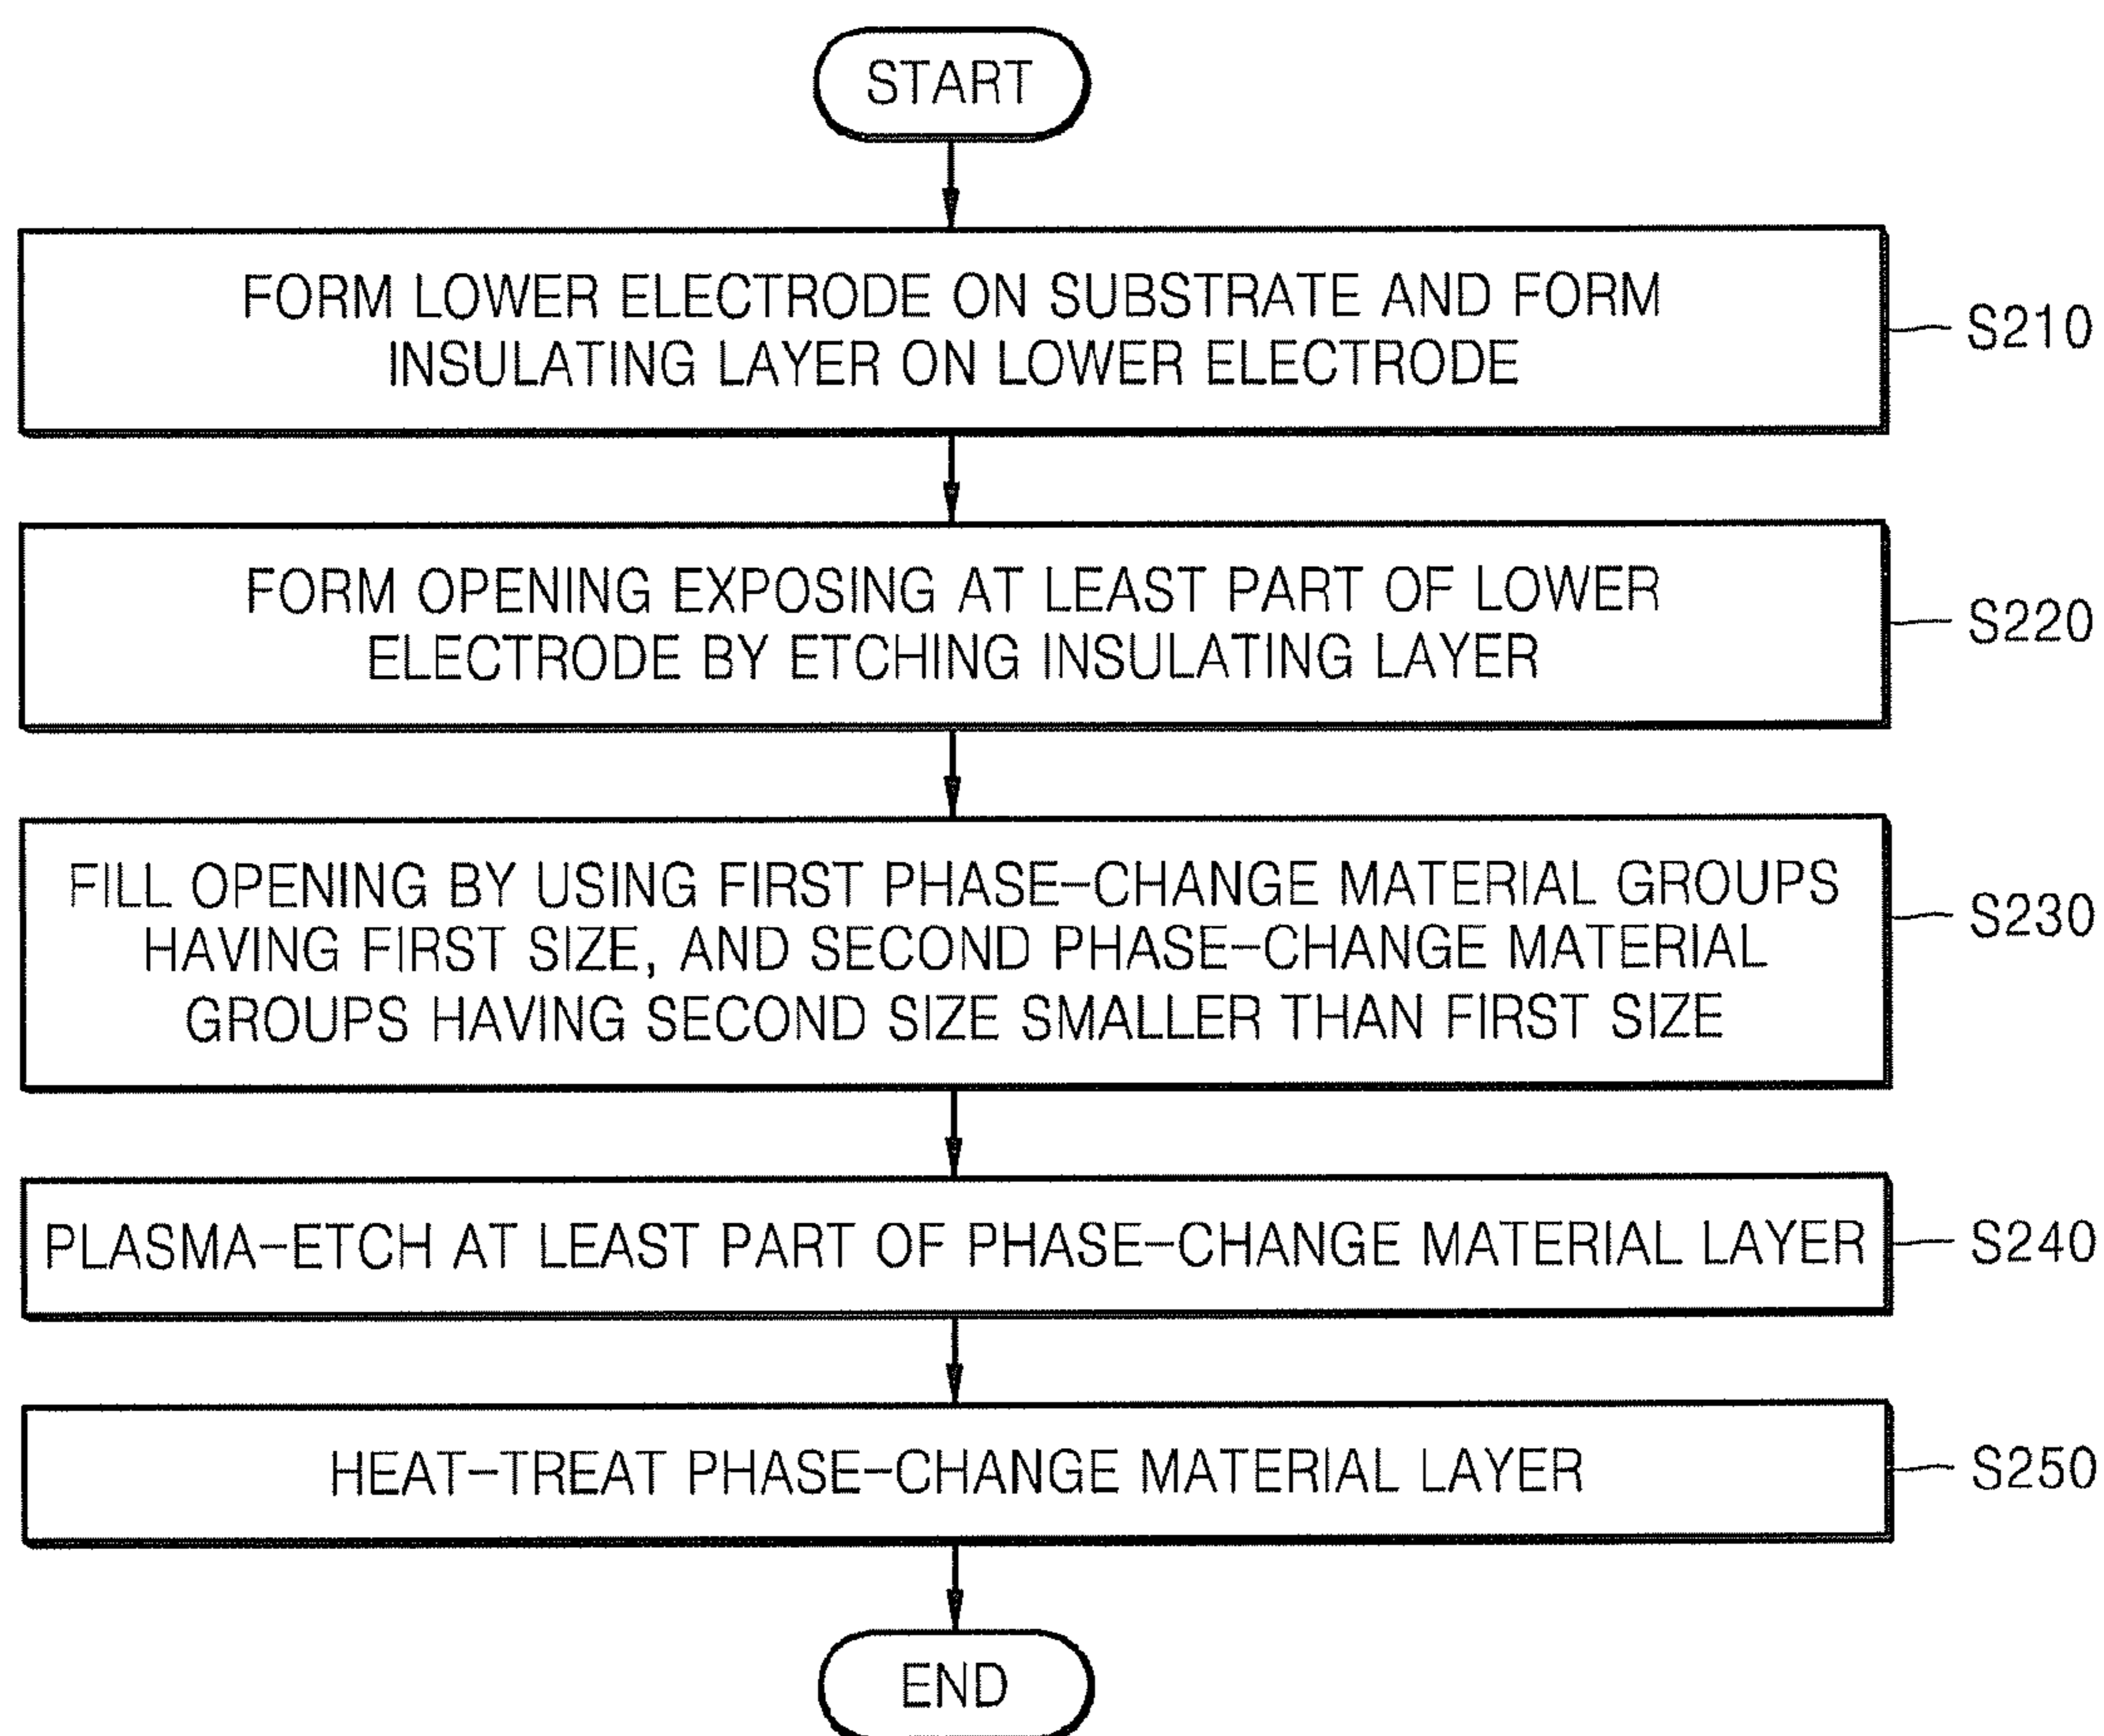 START
FORM LOWER ELECTRODE ON SUBSTRATE AND FORM
INSULATING LAYER ON LOWER ELECTRODE
S210
FORM OPENING EXPOSING AT LEAST PART OF LOWER
ELECTRODE BY ETCHING INSULATING LAYER
S220
FILL OPENING BY USING FIRST PHASE-CHANGE MATERIAL GROUPS
HAVING FIRST SIZE, AND SECOND PHASE-CHANGE MATERIAL
GROUPS HAVING SECOND SIZE SMALLER THAN FIRST SIZE
S230
PLASMA-ETCH AT LEAST PART OF PHASE-CHANGE MATERIAL LAYER
S240
HEAT-TREAT PHASE-CHANGE MATERIAL LAYER
S250
END